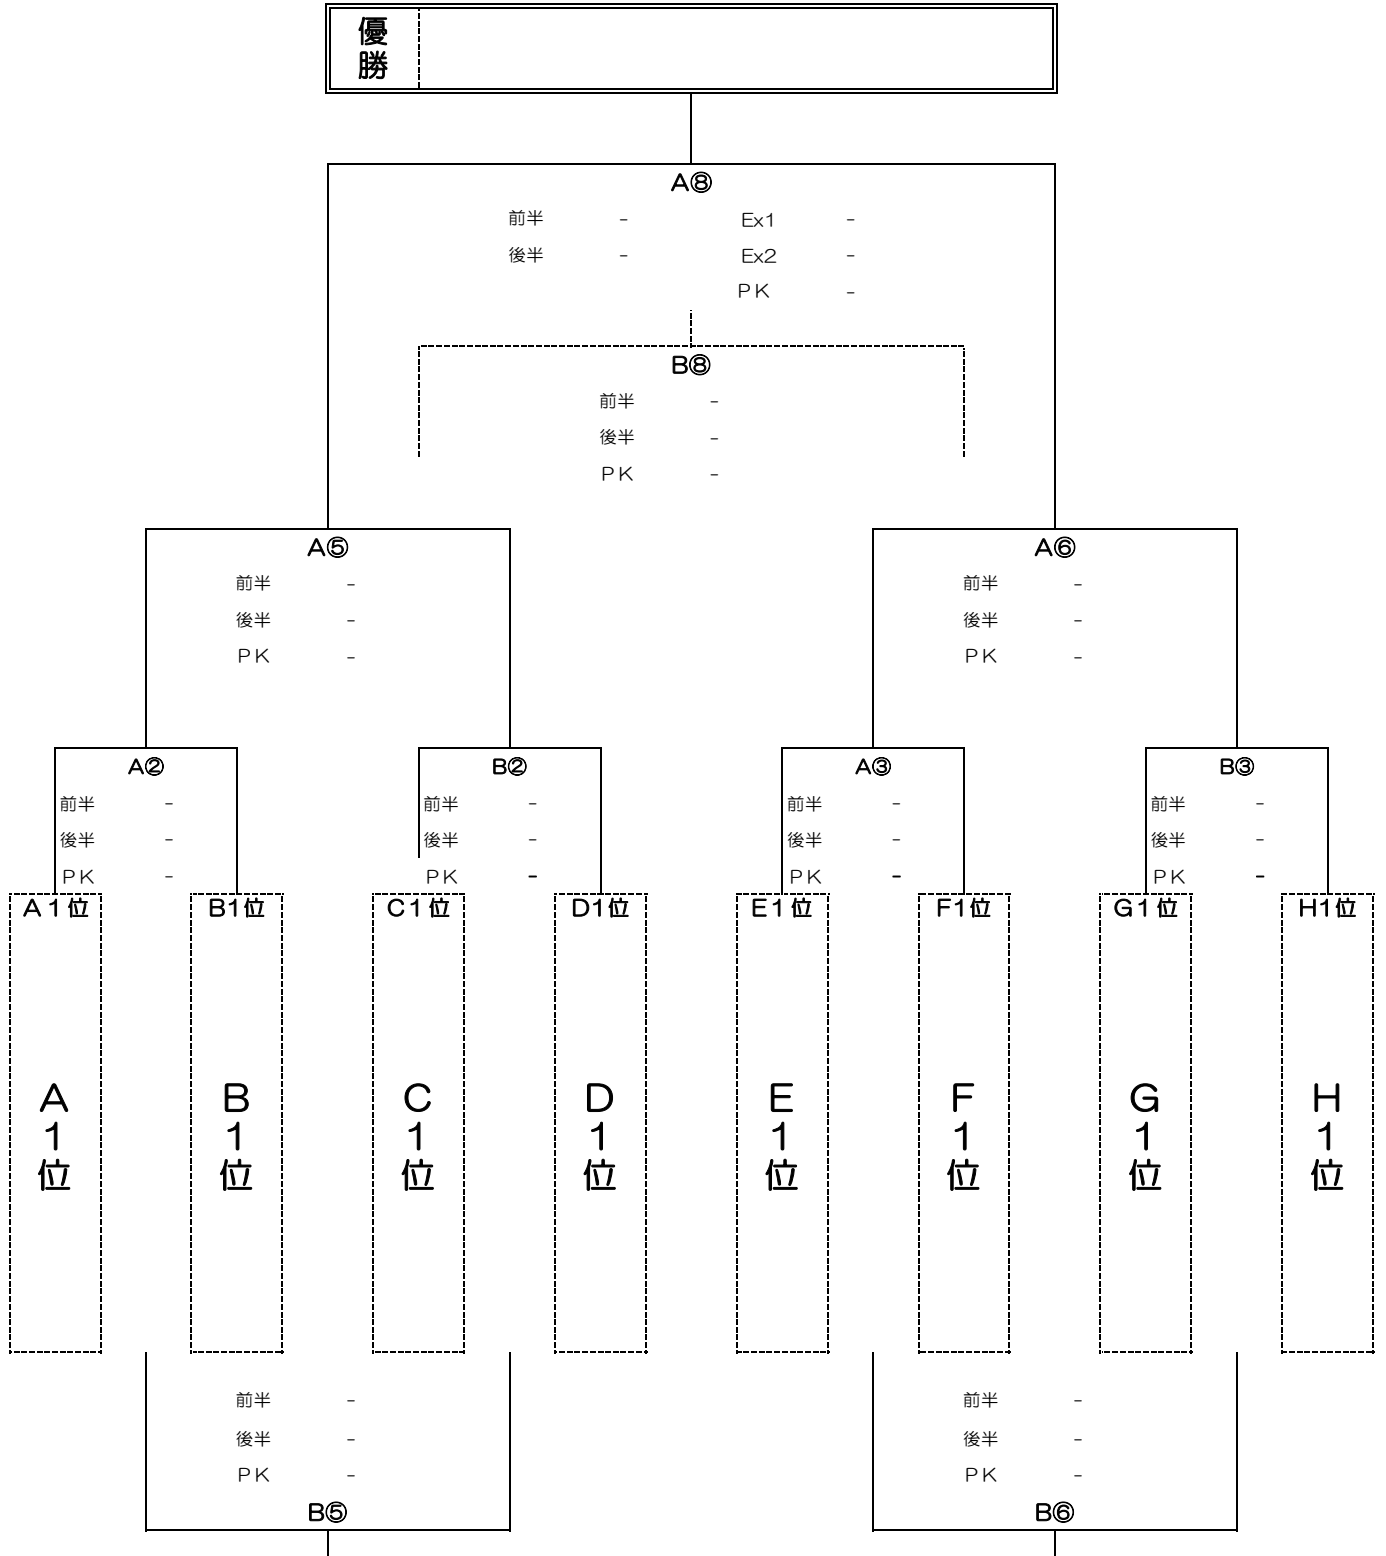 優
勝
A⑧
前半 - Ex1 -
後半 - Ex2 -
ＰＫ -
B⑧
前半 -
後半 -
ＰＫ -
A⑤ A⑥
前半 - 前半 -
後半 - 後半 -
ＰＫ - ＰＫ -
A② B② A③ B③
前半 - 前半 - 前半 - 前半 -
後半 - 後半 - 後半 - 後半 -
ＰＫ - ＰＫ - ＰＫ - ＰＫ -
A１位 B1位 C1位 D1位 E1位 F1位 G１位 H1位
A B C D E F G H
1 1 1 1 1 1 1 1
位 位 位 位 位 位 位 位
前半 - 前半 -
後半 - 後半 -
ＰＫ - ＰＫ -
B⑤ B⑥